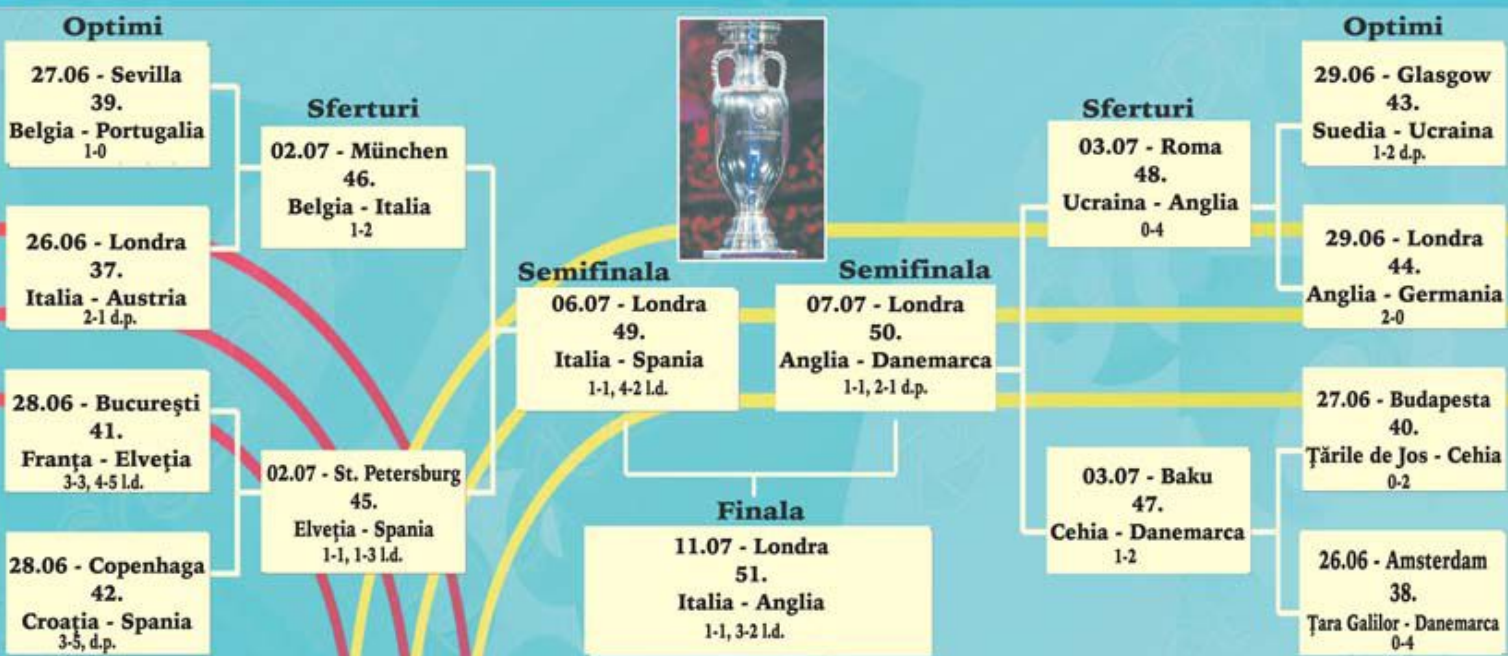 Optimi
27.06 - Sevilla
39.
Belgia - Portugalia
1-0
26.06 - Londra
37.
Italia - Austria
2-1 d.p.
28.06 - Bucureşti
41.
Franţa - Elveţia
3-3, 4-5 l.d.
28.06 - Copenhaga
42.
Croaţia - Spania
3-5, d.p.
Sferturi
02.07 - München
46.
Belgia - Italia
1-2
02.07 - St. Petersburg
45.
Elveţia - Spania
1-1, 1-3 l.d.
Semifinala
06.07 - Londra
49.
Italia - Spania
1-1, 4-2 l.d.
Semifinala
07.07 - Londra
50.
Anglia - Danemarca
1-1, 2-1 d.p.
Finala
11.07 - Londra
51.
Italia - Anglia
1-1, 3-2 l.d.
Sferturi
03.07 - Roma
48.
Ucraina - Anglia
0-4
03.07 - Baku
47.
Cehia - Danemarca
1-2
Optimi
29.06 - Glasgow
43.
Suedia - Ucraina
1-2 d.p.
29.06 - Londra
44.
Anglia - Germania
2-0
27.06 - Budapesta
40.
Ţările de Jos - Cehia
0-2
26.06 - Amsterdam
38.
Ţara Galilor - Danemarca
0-4